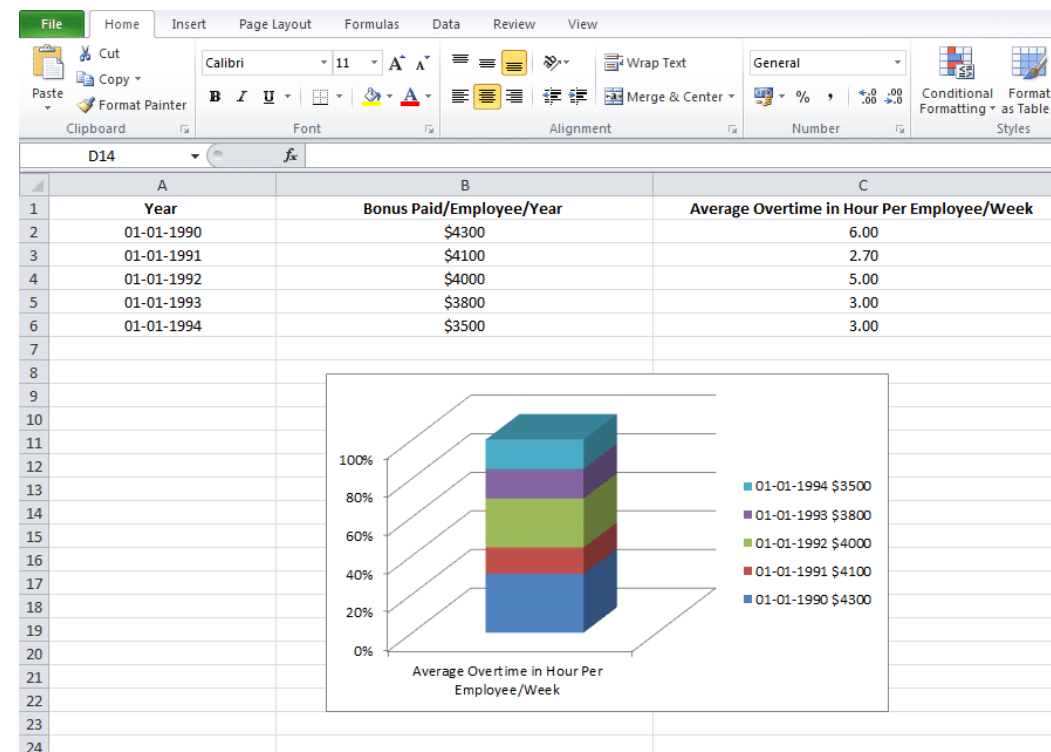 File Home Insert Page Layout Formulas Data Review View
Cut
Calibri 11 A A Wrap Text General
Copy
Paste Format Painter B I U A Merge & Center % , .00 .0 .00 Conditional Format
Formatting as Table
Clipboard Font Alignment Number Styles
D14 fx
A B C
1 Year Bonus Paid/Employee/Year Average Overtime in Hour Per Employee/Week
2 01-01-1990 $4300 6.00
3 01-01-1991 $4100 2.70
4 01-01-1992 $4000 5.00
5 01-01-1993 $3800 3.00
6 01-01-1994 $3500 3.00
7
8
9
10
11
12
13
14
15
16
17
18
19
20
21
22
23
24
100%
80%
60%
40%
20%
0%
Average Overtime in Hour Per
Employee/Week
01-01-1994 $3500
01-01-1993 $3800
01-01-1992 $4000
01-01-1991 $4100
01-01-1990 $4300